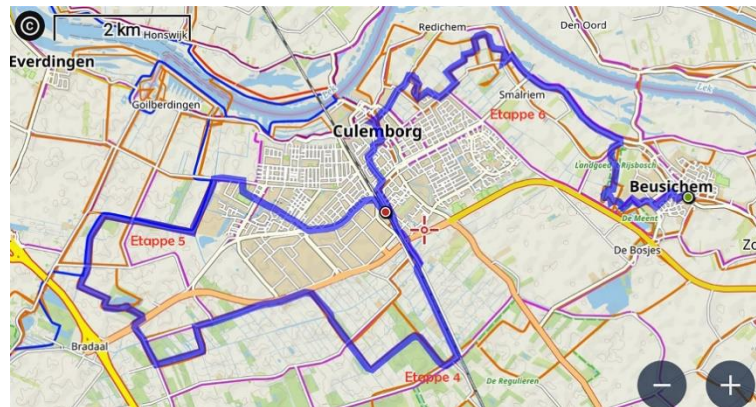 ©
2 km
Honswijk
Everdingen
Goilberdingen
Redichem
Den Oord
Lek
Smalriem
Etappe 6
Culemborg
Landgoed Rijsbosch
Beusichem
De Meent
Etappe 5
De Bosjes
Zo
Bradaal
Etappe 4
De Regulieren
− +